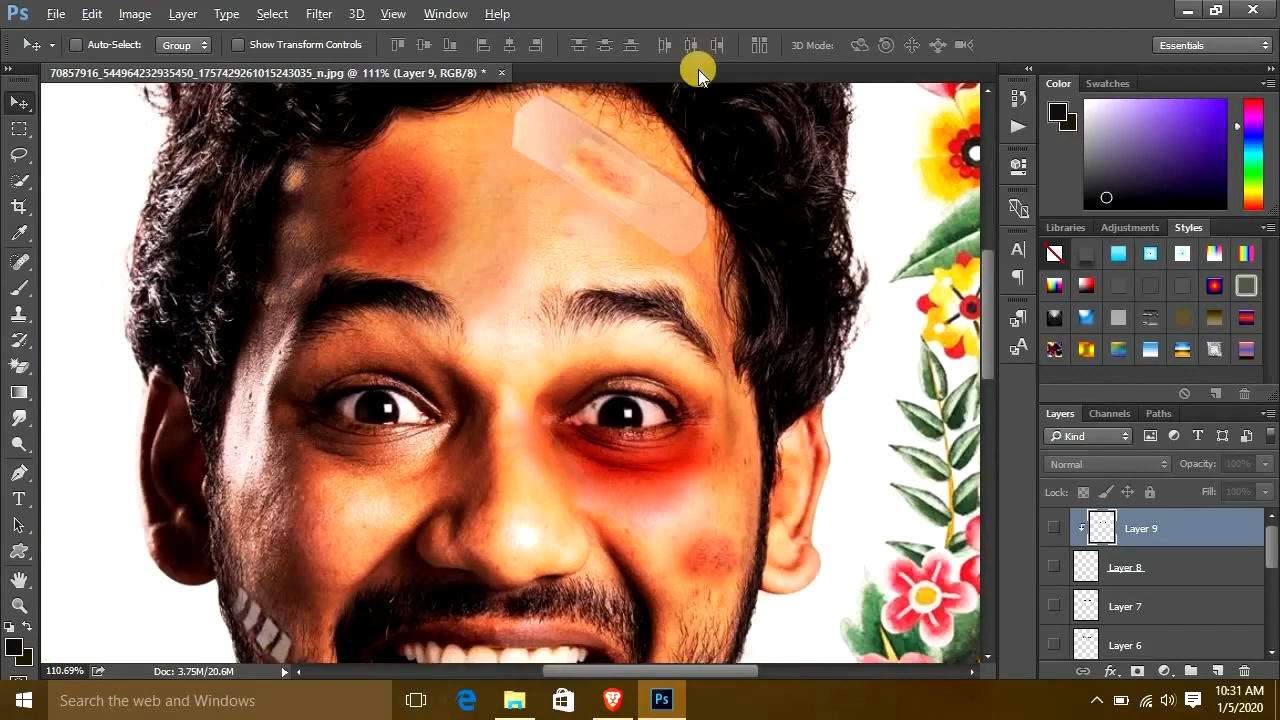 Ps File Edit Image Layer Type Select Filter 3D View Window Help
Auto-Select: Group Show Transform Controls 3D Mode: Essentials
70857916_544964232935450_1757429261015243035_n.jpg @ 111% (Layer 9, RGB/8) *
Color Swatches
Libraries Adjustments Styles
Layers Channels Paths
Kind
Normal Opacity: 100%
Lock: Fill: 100%
Layer 9
Layer 8
Layer 7
Layer 6
110.69% Doc: 3.75M/20.6M
Search the web and Windows
Ps
10:31 AM
1/5/2020